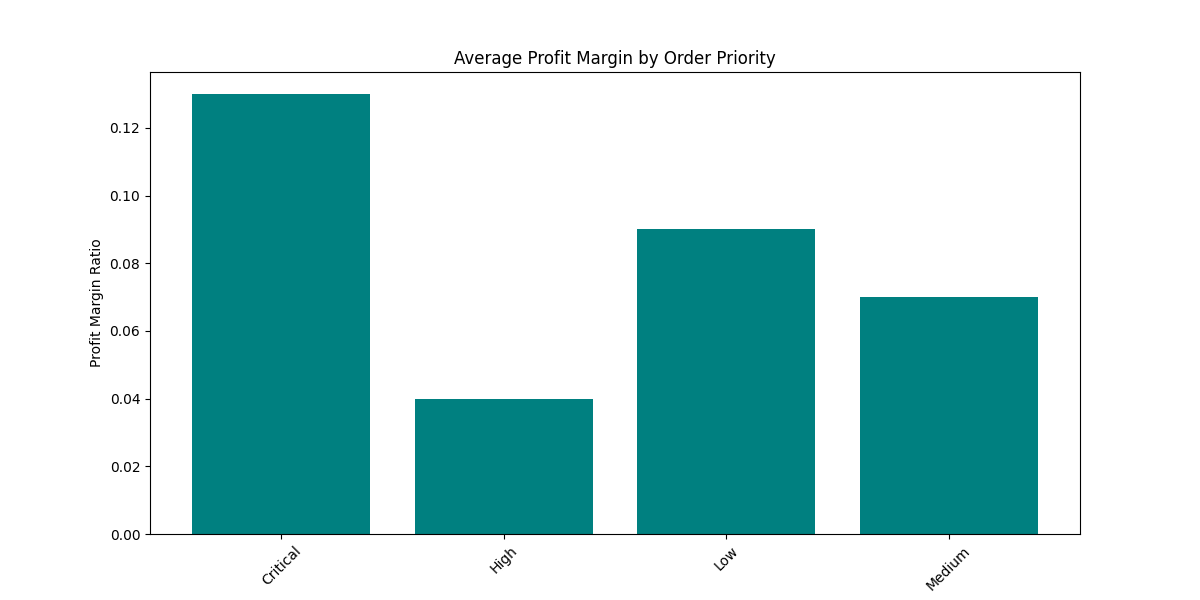 Average Profit Margin by Order Priority
Profit Margin Ratio
0.12
0.10
0.08
0.06
0.04
0.02
0.00
Critical
High
Low
Medium